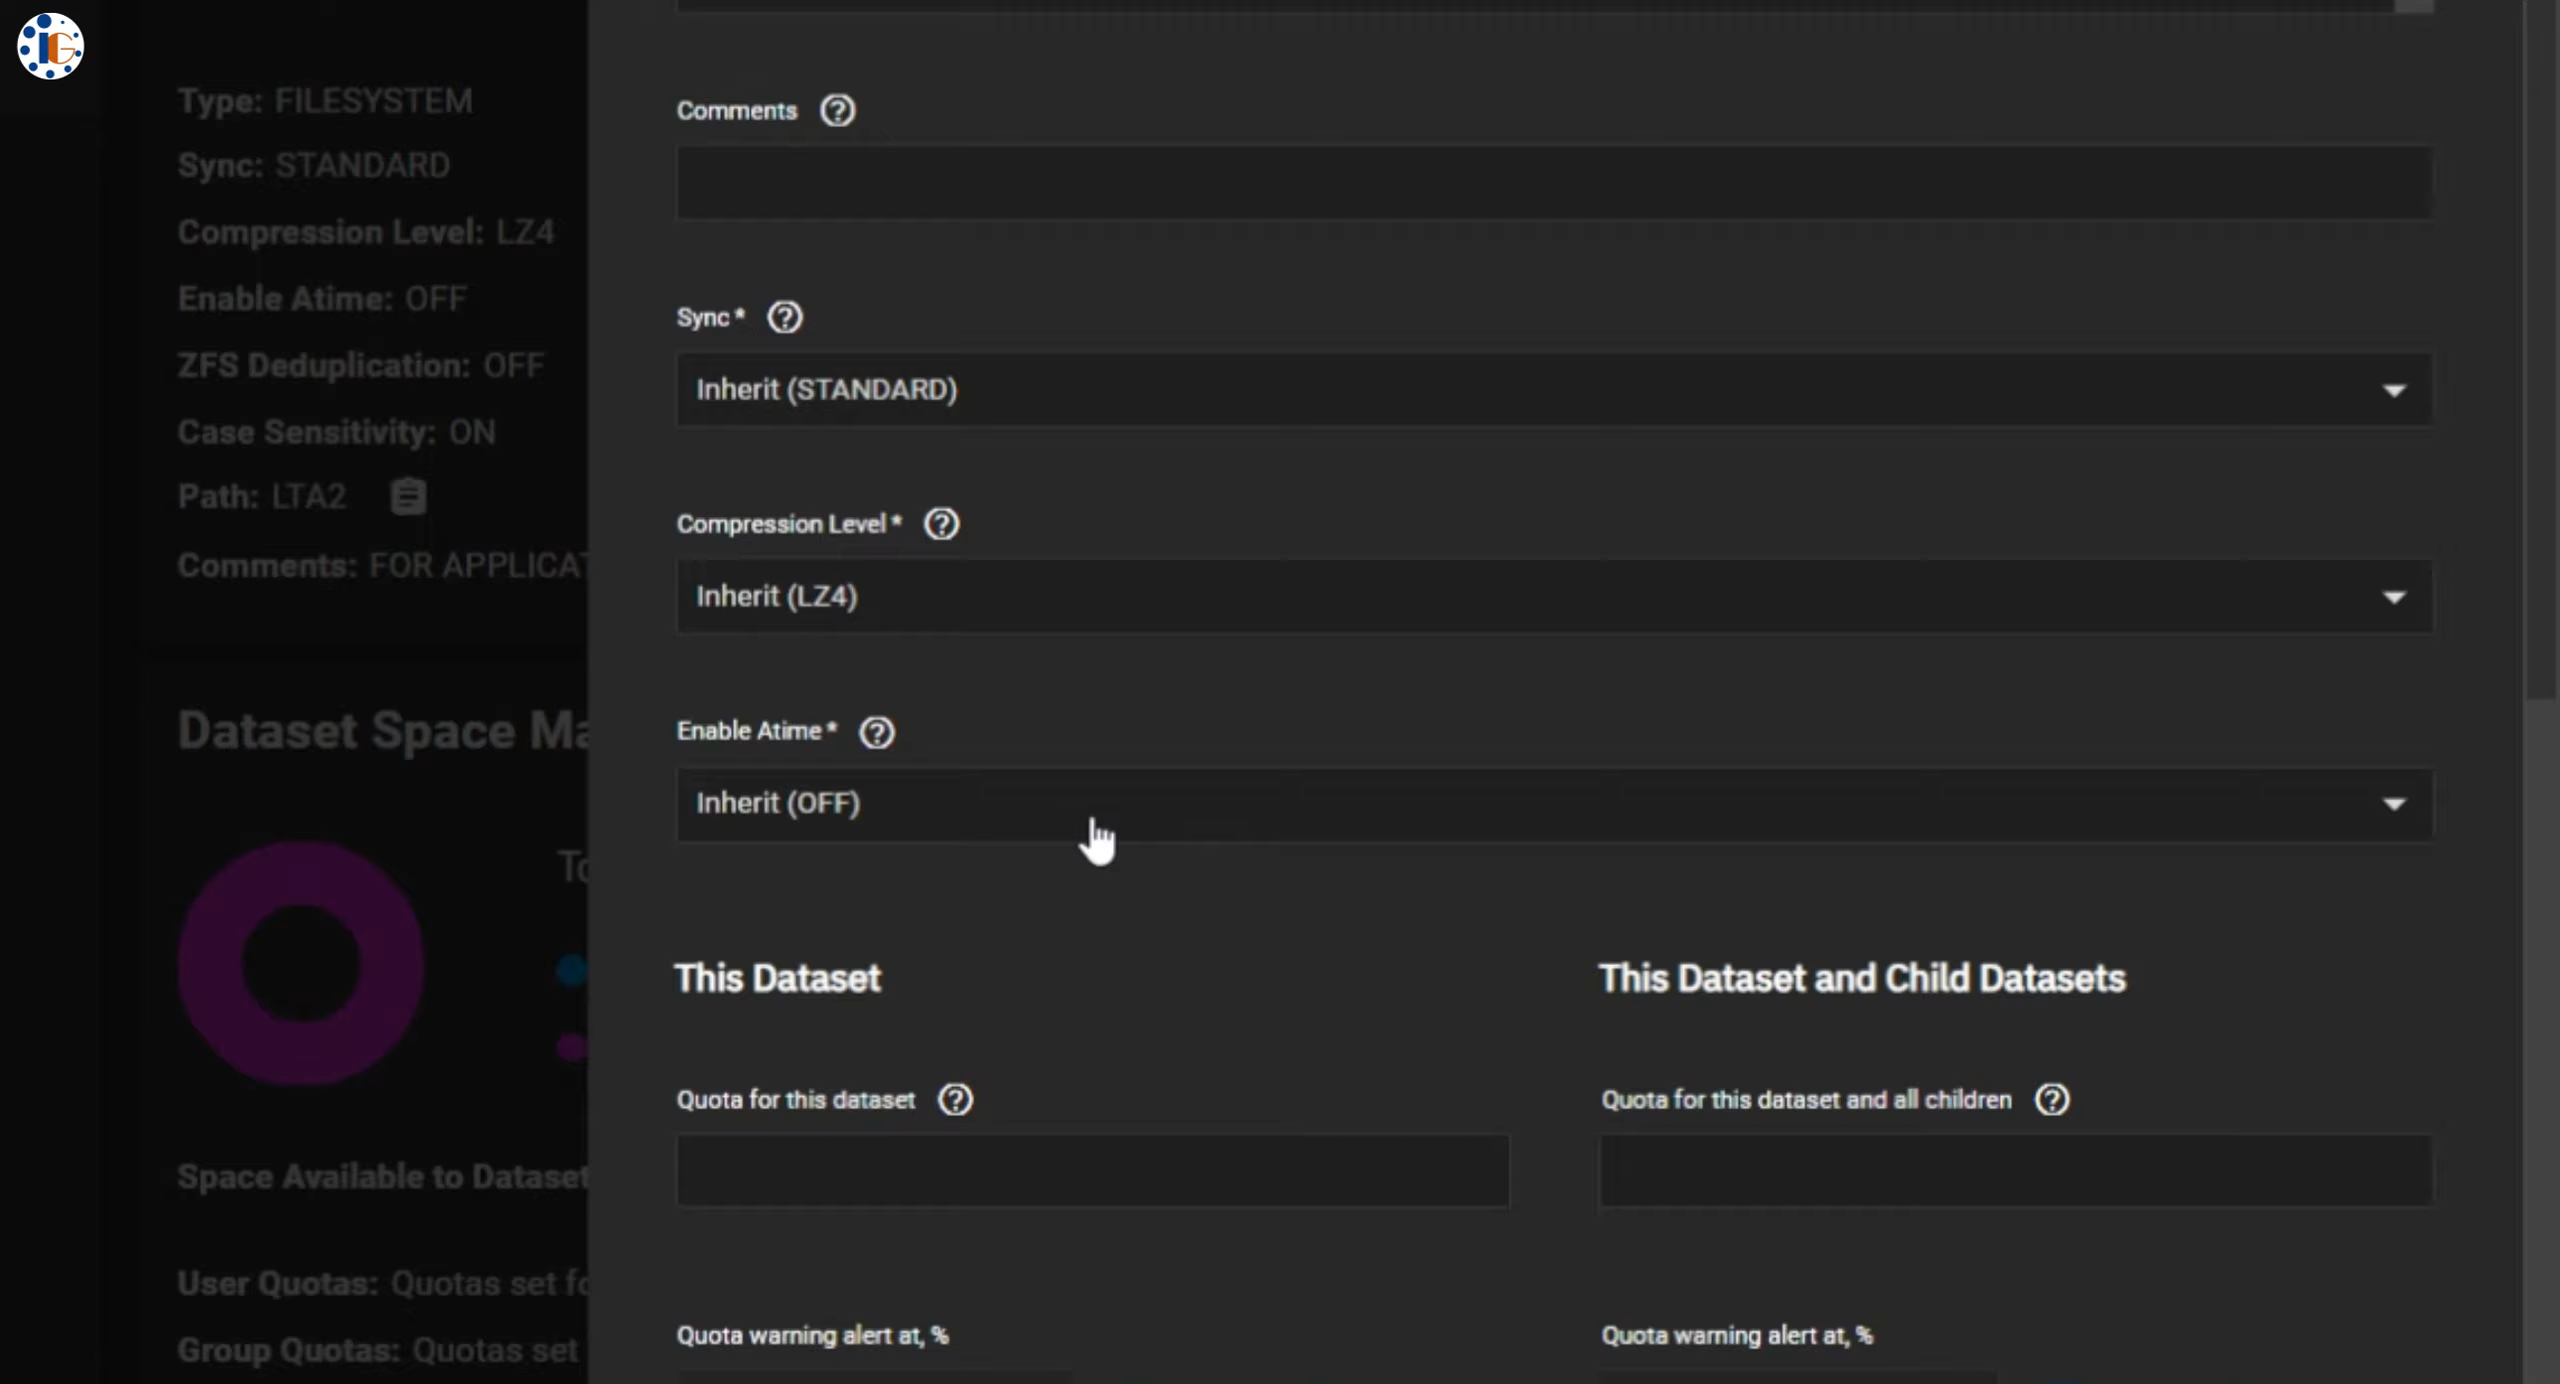 IG
Type: FILESYSTEM
Sync: STANDARD
Compression Level: LZ4
Enable Atime: OFF
ZFS Deduplication: OFF
Case Sensitivity: ON
Path: LTA2
Comments: FOR APPLICAT
Dataset Space Ma
To
Space Available to Dataset
User Quotas: Quotas set fo
Group Quotas: Quotas set
Comments
Sync*
Inherit (STANDARD)
Compression Level*
Inherit (LZ4)
Enable Atime*
Inherit (OFF)
This Dataset
Quota for this dataset
Quota warning alert at, %
This Dataset and Child Datasets
Quota for this dataset and all children
Quota warning alert at, %